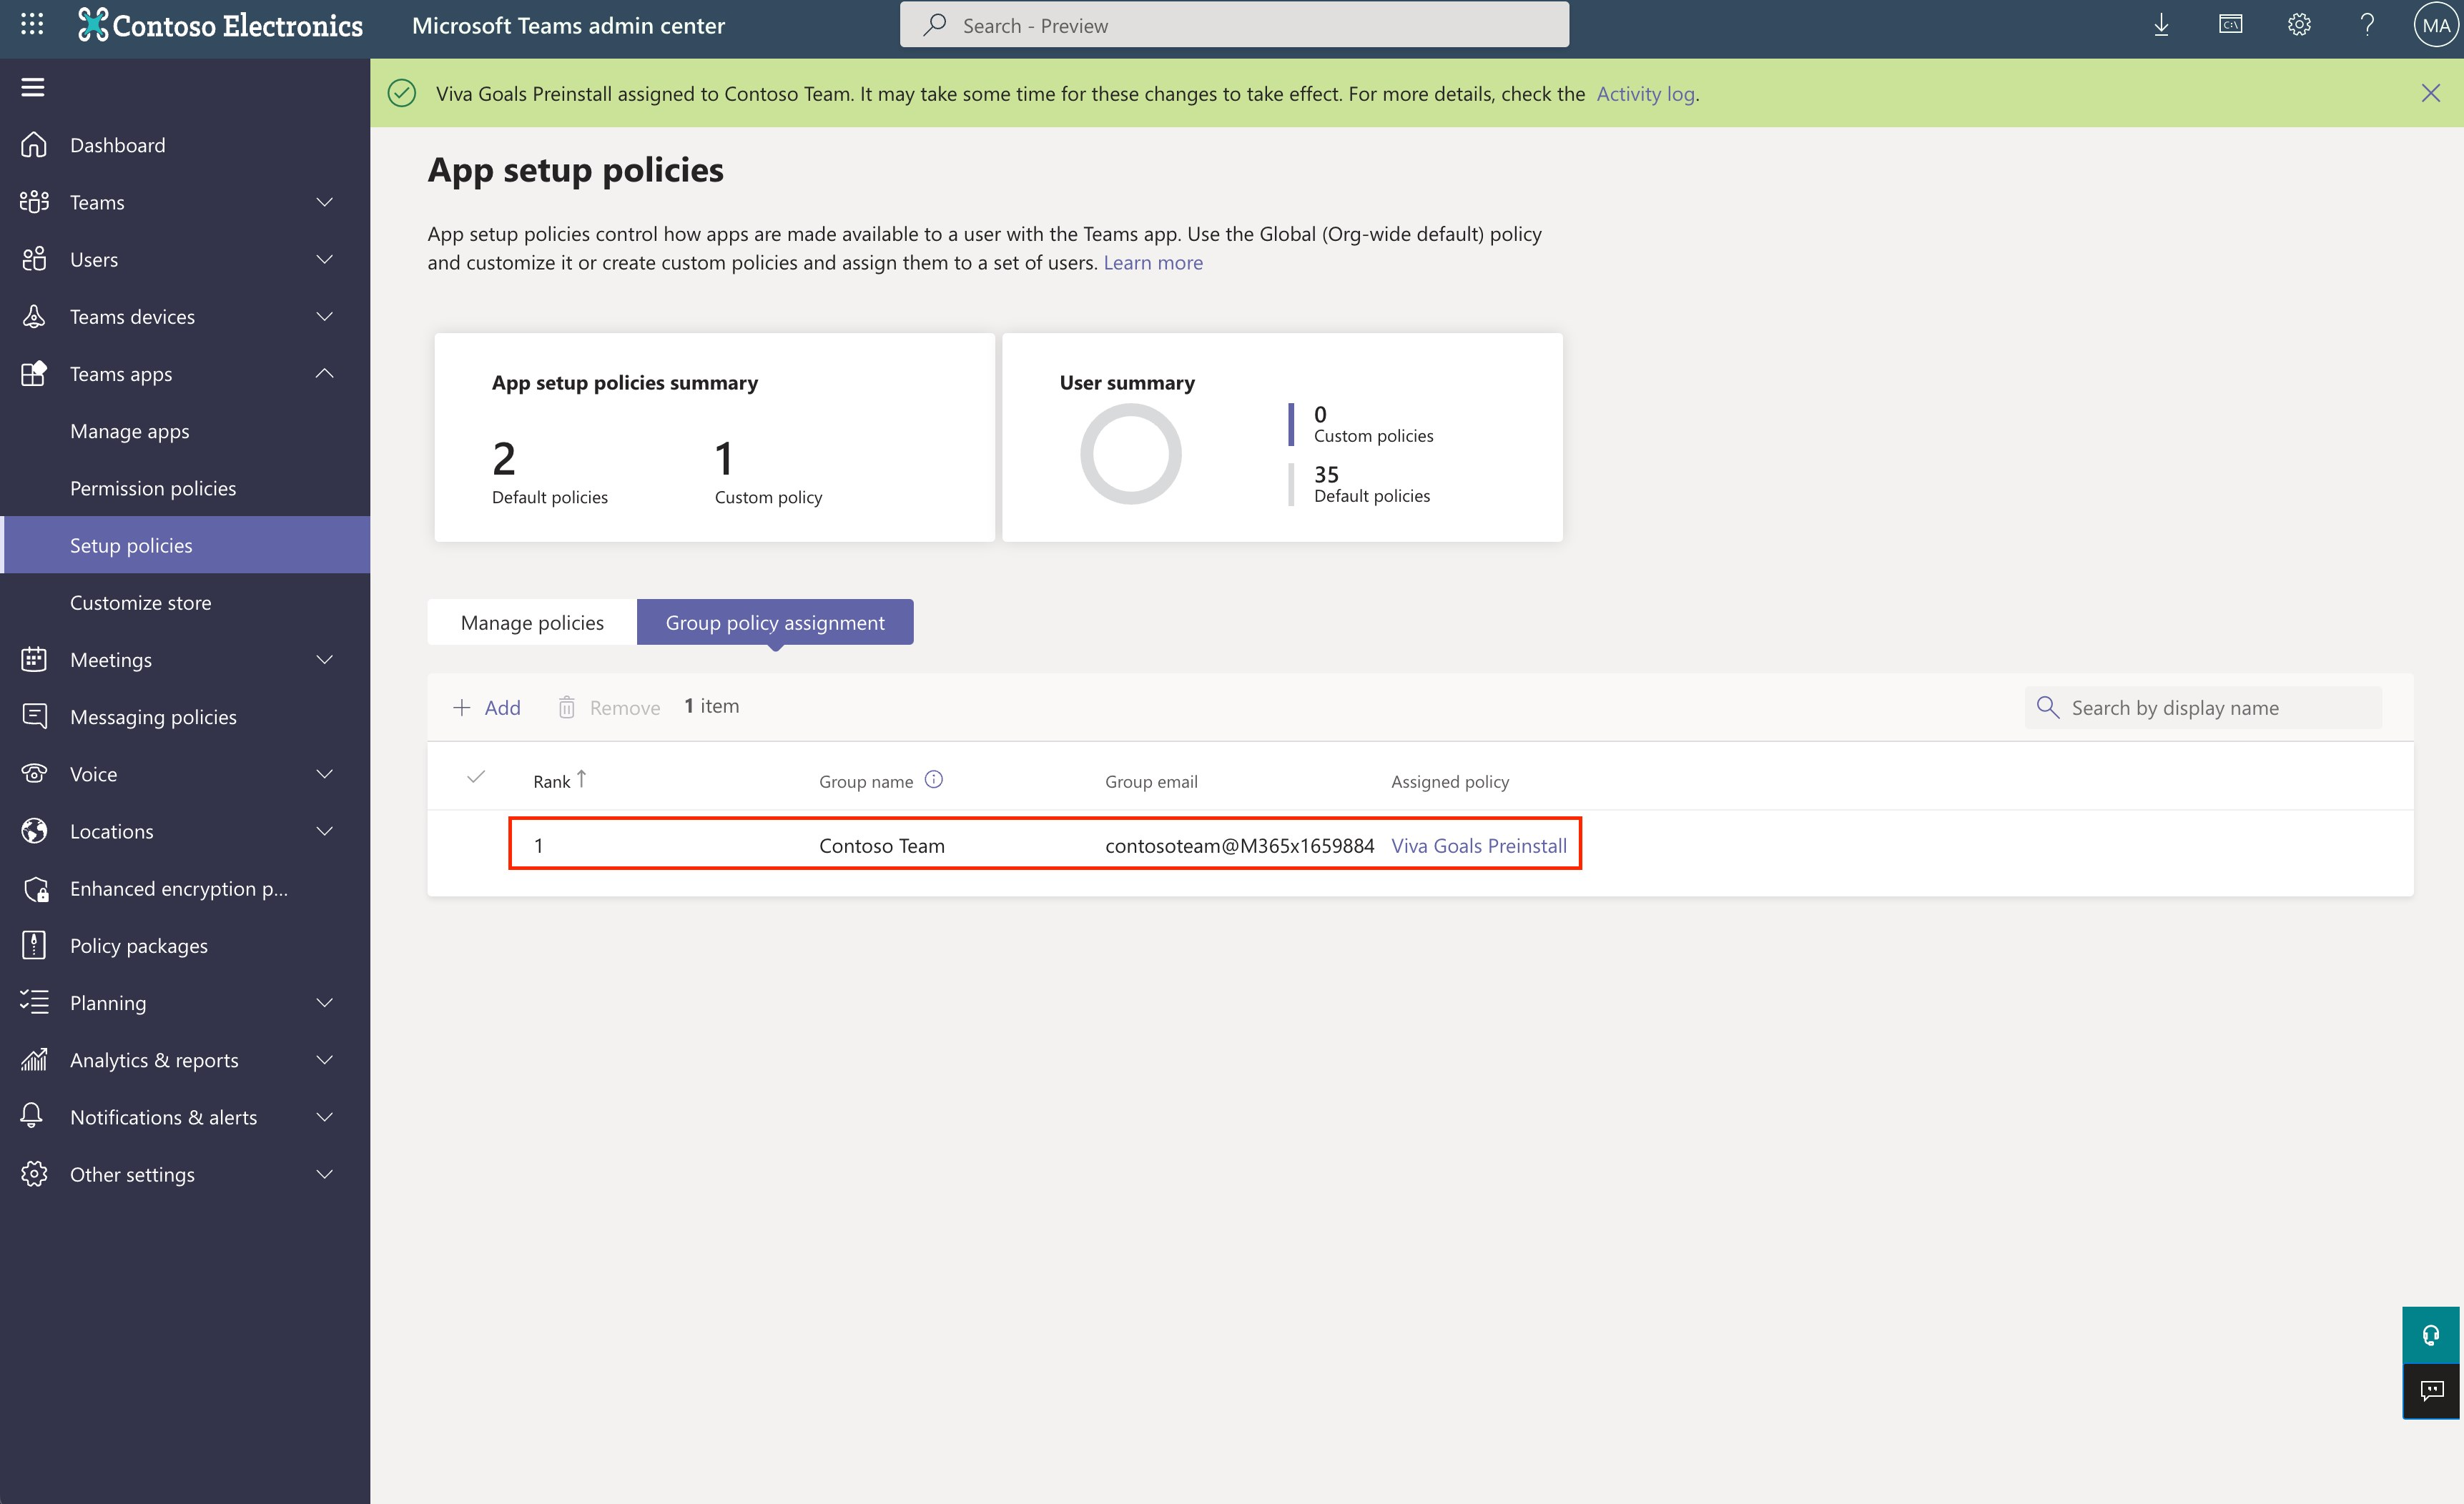 Contoso Electronics
Microsoft Teams admin center
Search - Preview
C:\
MA
Viva Goals Preinstall assigned to Contoso Team. It may take some time for these changes to take effect. For more details, check the Activity log.
Dashboard
Teams
Users
Teams devices
Teams apps
Manage apps
Permission policies
Setup policies
Customize store
Meetings
Messaging policies
Voice
Locations
Enhanced encryption p...
Policy packages
Planning
Analytics & reports
Notifications & alerts
Other settings
App setup policies
App setup policies control how apps are made available to a user with the Teams app. Use the Global (Org-wide default) policy
and customize it or create custom policies and assign them to a set of users. Learn more
App setup policies summary
2
Default policies
1
Custom policy
User summary
0
Custom policies
35
Default policies
Manage policies
Group policy assignment
Add
Remove
1 item
Search by display name
Rank
Group name
Group email
Assigned policy
1
Contoso Team
contosoteam@M365x1659884
Viva Goals Preinstall